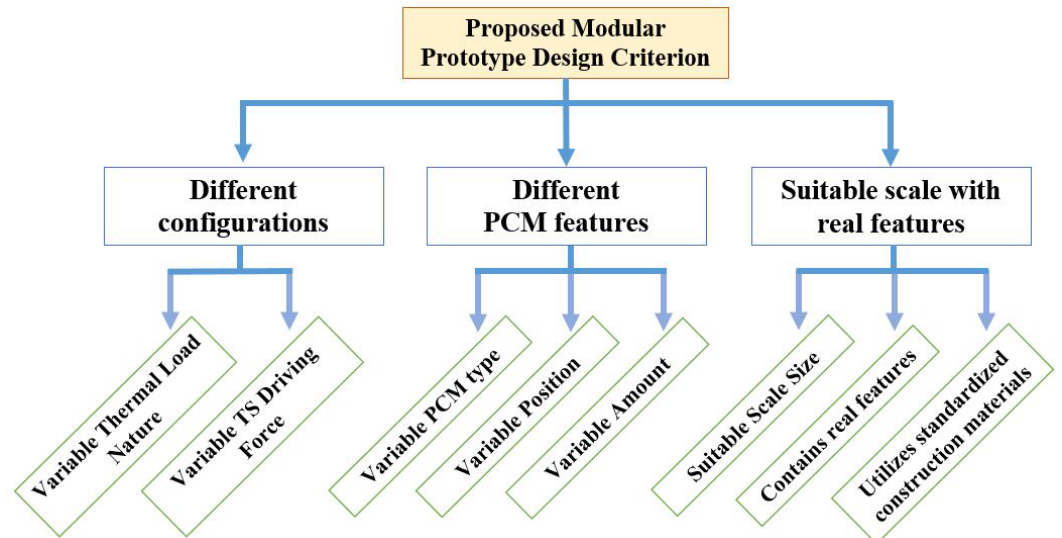 Proposed Modular
Prototype Design Criterion
Different
configurations
Different
PCM features
Suitable scale with
real features
Variable Thermal Load
Nature
Variable TS Driving
Force
Variable PCM type
Variable Position
Variable Amount
Suitable Scale Size
Contains real features
Utilizes standardized
construction materials